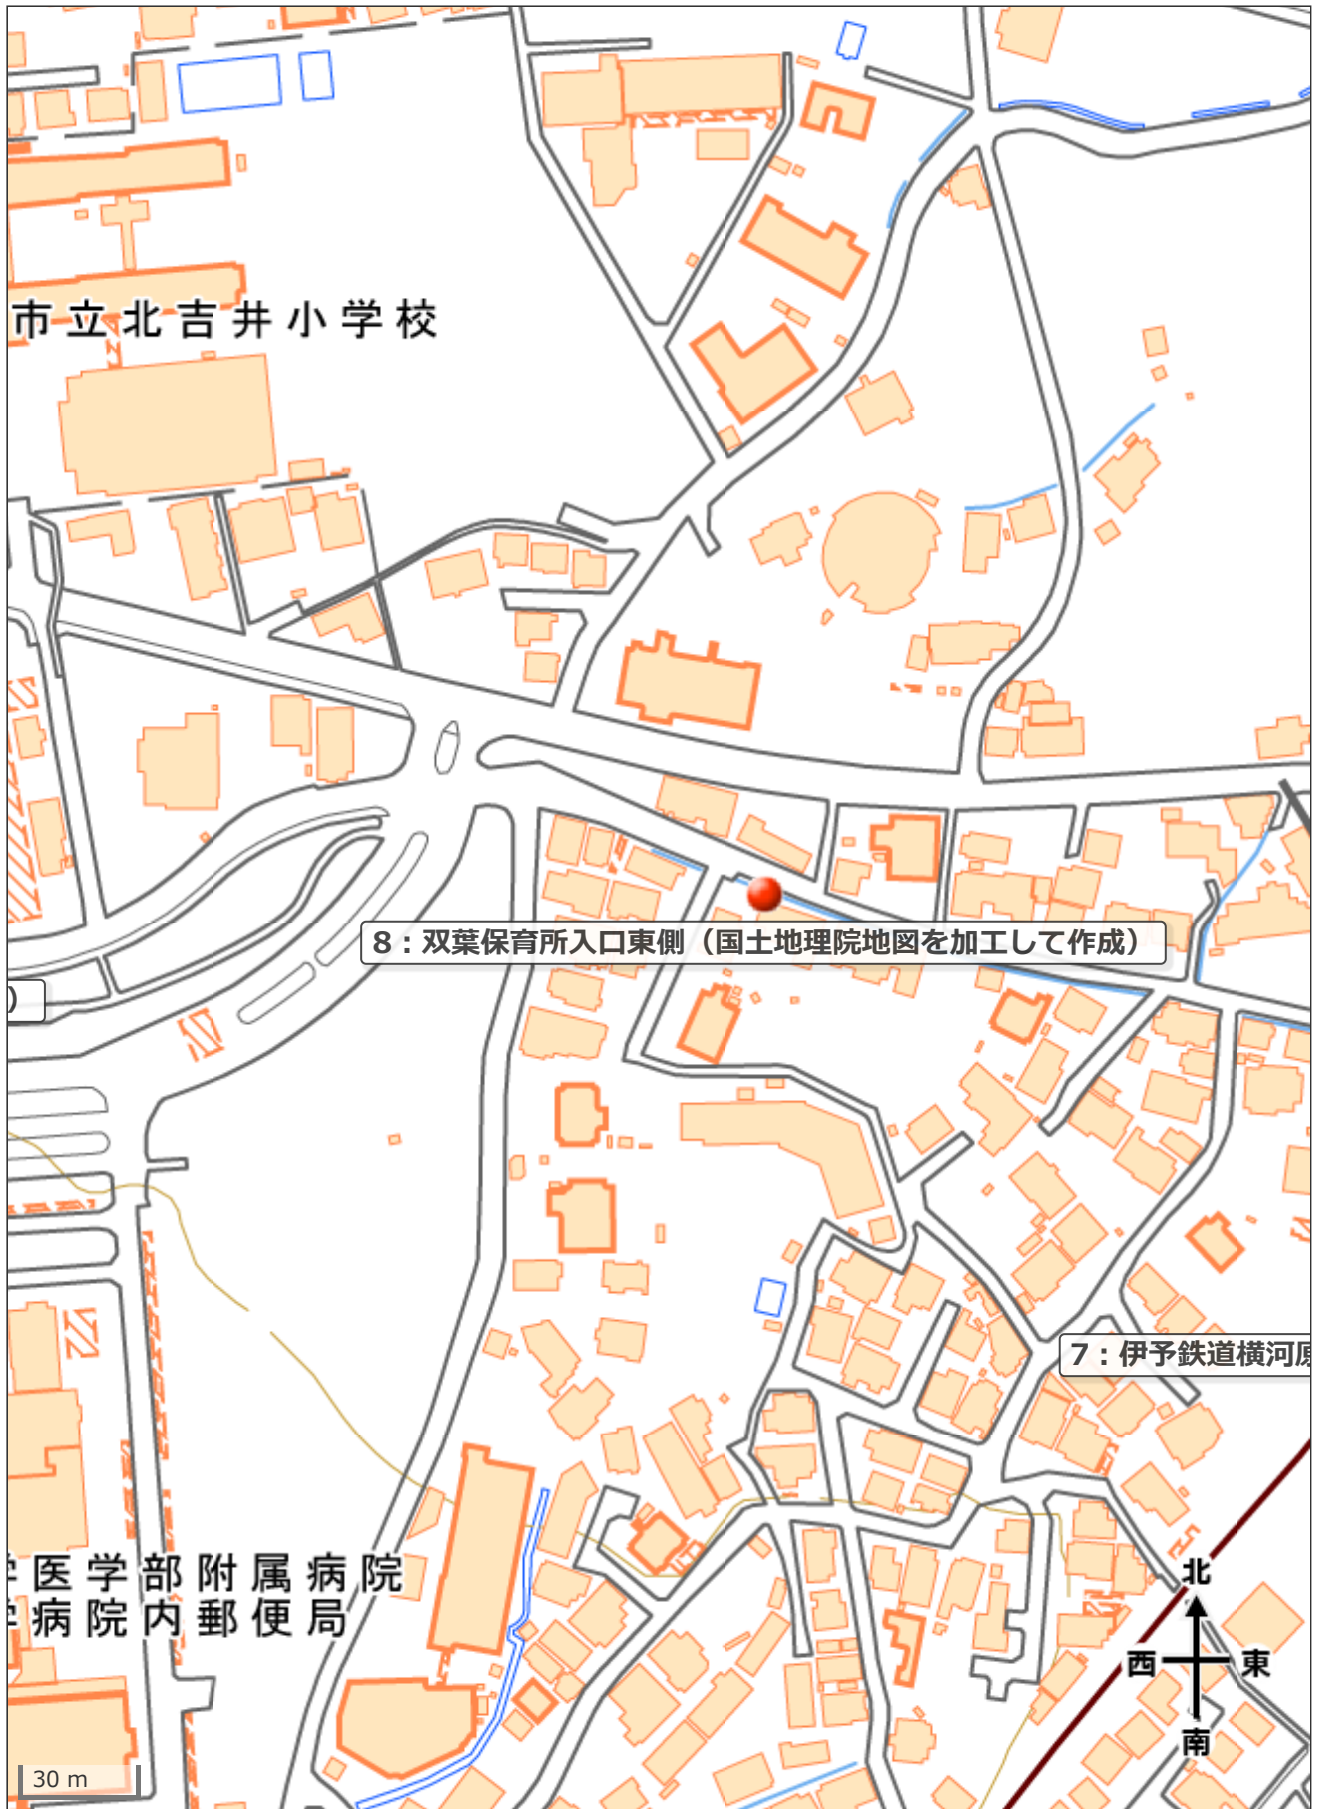 市立北吉井小学校
8：双葉保育所入口東側（国土地理院地図を加工して作成）
）
7：伊予鉄道横河原
医学部附属病院
病院内郵便局
北
西 東
南
30 m